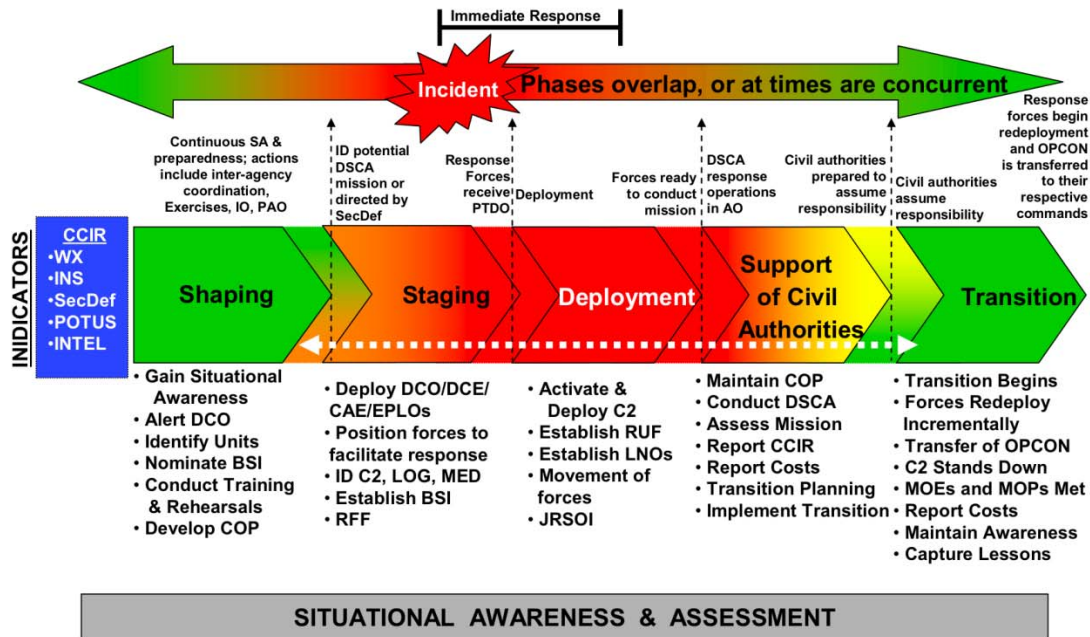 Immediate Response
Incident
Phases overlap, or at times are concurrent
Continuous SA &
preparedness; actions
include inter-agency
coordination,
Exercises, IO, PAO
ID potential
DSCA
mission or
directed by
SecDef
Response
Forces
receive
PTDO
Deployment
Forces ready
to conduct
mission
DSCA
response
operations
in AO
Civil authorities
prepared to
assume
responsibility
Civil authorities
assume
responsibility
Response
forces begin
redeployment
and OPCON
is transferred
to their
respective
commands
INIDICATORS
CCIR
•WX
•INS
•SecDef
•POTUS
•INTEL
Shaping
Staging
Deployment
Support
of Civil
Authorities
Transition
• Gain Situational
Awareness
• Alert DCO
• Identify Units
• Nominate BSI
• Conduct Training
& Rehearsals
• Develop COP
• Deploy DCO/DCE/
CAE/EPLOs
• Position forces to
facilitate response
• ID C2, LOG, MED
• Establish BSI
• RFF
• Activate &
Deploy C2
• Establish RUF
• Establish LNOs
• Movement of
forces
• JRSOI
• Maintain COP
• Conduct DSCA
• Assess Mission
• Report CCIR
• Report Costs
• Transition Planning
• Implement Transition
• Transition Begins
• Forces Redeploy
Incrementally
• Transfer of OPCON
• C2 Stands Down
• MOEs and MOPs Met
• Report Costs
• Maintain Awareness
• Capture Lessons
SITUATIONAL AWARENESS & ASSESSMENT